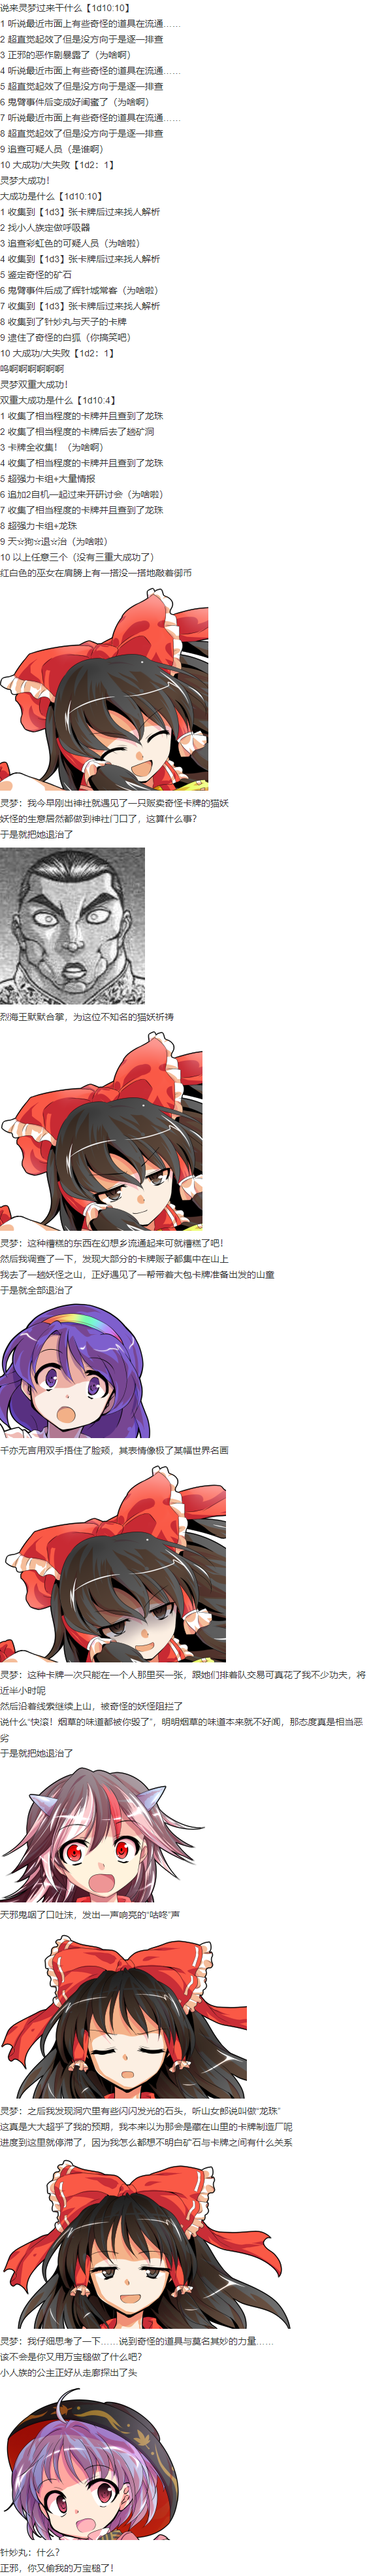 说来灵梦过来干什么【1d10:10】
1 听说最近市面上有些奇怪的道具在流通……
2 超直觉起效了但是没方向于是逐一排查
3 正邪的恶作剧暴露了（为啥啊）
4 听说最近市面上有些奇怪的道具在流通……
5 超直觉起效了但是没方向于是逐一排查
6 鬼臂事件后变成好闺蜜了（为啥啊）
7 听说最近市面上有些奇怪的道具在流通……
8 超直觉起效了但是没方向于是逐一排查
9 追查可疑人员（是谁啊）
10 大成功/大失败【1d2：1】
灵梦大成功！
大成功是什么【1d10:10】
1 收集到【1d3】张卡牌后过来找人解析
2 找小人族定做呼吸器
3 追查彩虹色的可疑人员（为啥啦）
4 收集到【1d3】张卡牌后过来找人解析
5 鉴定奇怪的矿石
6 鬼臂事件后成了辉针城常客（为啥啦）
7 收集到【1d3】张卡牌后过来找人解析
8 收集到了针妙丸与天子的卡牌
9 逮住了奇怪的白狐（你搞笑吧）
10 大成功/大失败【1d2：1】
呜啊啊啊啊啊啊
灵梦双重大成功！
双重大成功是什么【1d10:4】
1 收集了相当程度的卡牌并且查到了龙珠
2 收集了相当程度的卡牌后去了趟矿洞
3 卡牌全收集！（为啥啊）
4 收集了相当程度的卡牌并且查到了龙珠
5 超强力卡组+大量情报
6 追加2自机一起过来开研讨会（为啥啦）
7 收集了相当程度的卡牌并且查到了龙珠
8 超强力卡组+龙珠
9 天☆狗☆退☆治（为啥啦）
10 以上任意三个（没有三重大成功了）
红白色的巫女在肩膀上有一搭没一搭地敲着御币
灵梦：我今早刚出神社就遇见了一只贩卖奇怪卡牌的猫妖
妖怪的生意居然都做到神社门口了，这算什么事？
于是就把她退治了
烈海王默默合掌，为这位不知名的猫妖祈祷
灵梦：这种糟糕的东西在幻想乡流通起来可就糟糕了吧！
然后我调查了一下，发现大部分的卡牌贩子都集中在山上
我去了一趟妖怪之山，正好遇见了一帮带着大包卡牌准备出发的山童
于是就全部退治了
千亦无言用双手捂住了脸颊，其表情像极了某幅世界名画
灵梦：这种卡牌一次只能在一个人那里买一张，跟她们排着队交易可真花了我不少功夫，将
近半小时呢
然后沿着线索继续上山，被奇怪的妖怪阻拦了
说什么“快滚！烟草的味道都被你毁了”，明明烟草的味道本来就不好闻，那态度真是相当恶
劣
于是就把她退治了
天邪鬼咽了口吐沫，发出一声响亮的“咕咚”声
灵梦：之后我发现洞穴里有些闪闪发光的石头，听山女郎说叫做“龙珠”
这真是大大超乎了我的预期，我本来以为那会是藏在山里的卡牌制造厂呢
进度到这里就停滞了，因为我怎么都想不明白矿石与卡牌之间有什么关系
灵梦：我仔细思考了一下……说到奇怪的道具与莫名其妙的力量……
该不会是你又用万宝槌做了什么吧？
小人族的公主正好从走廊探出了头
针妙丸：什么？
正邪，你又偷我的万宝槌了！